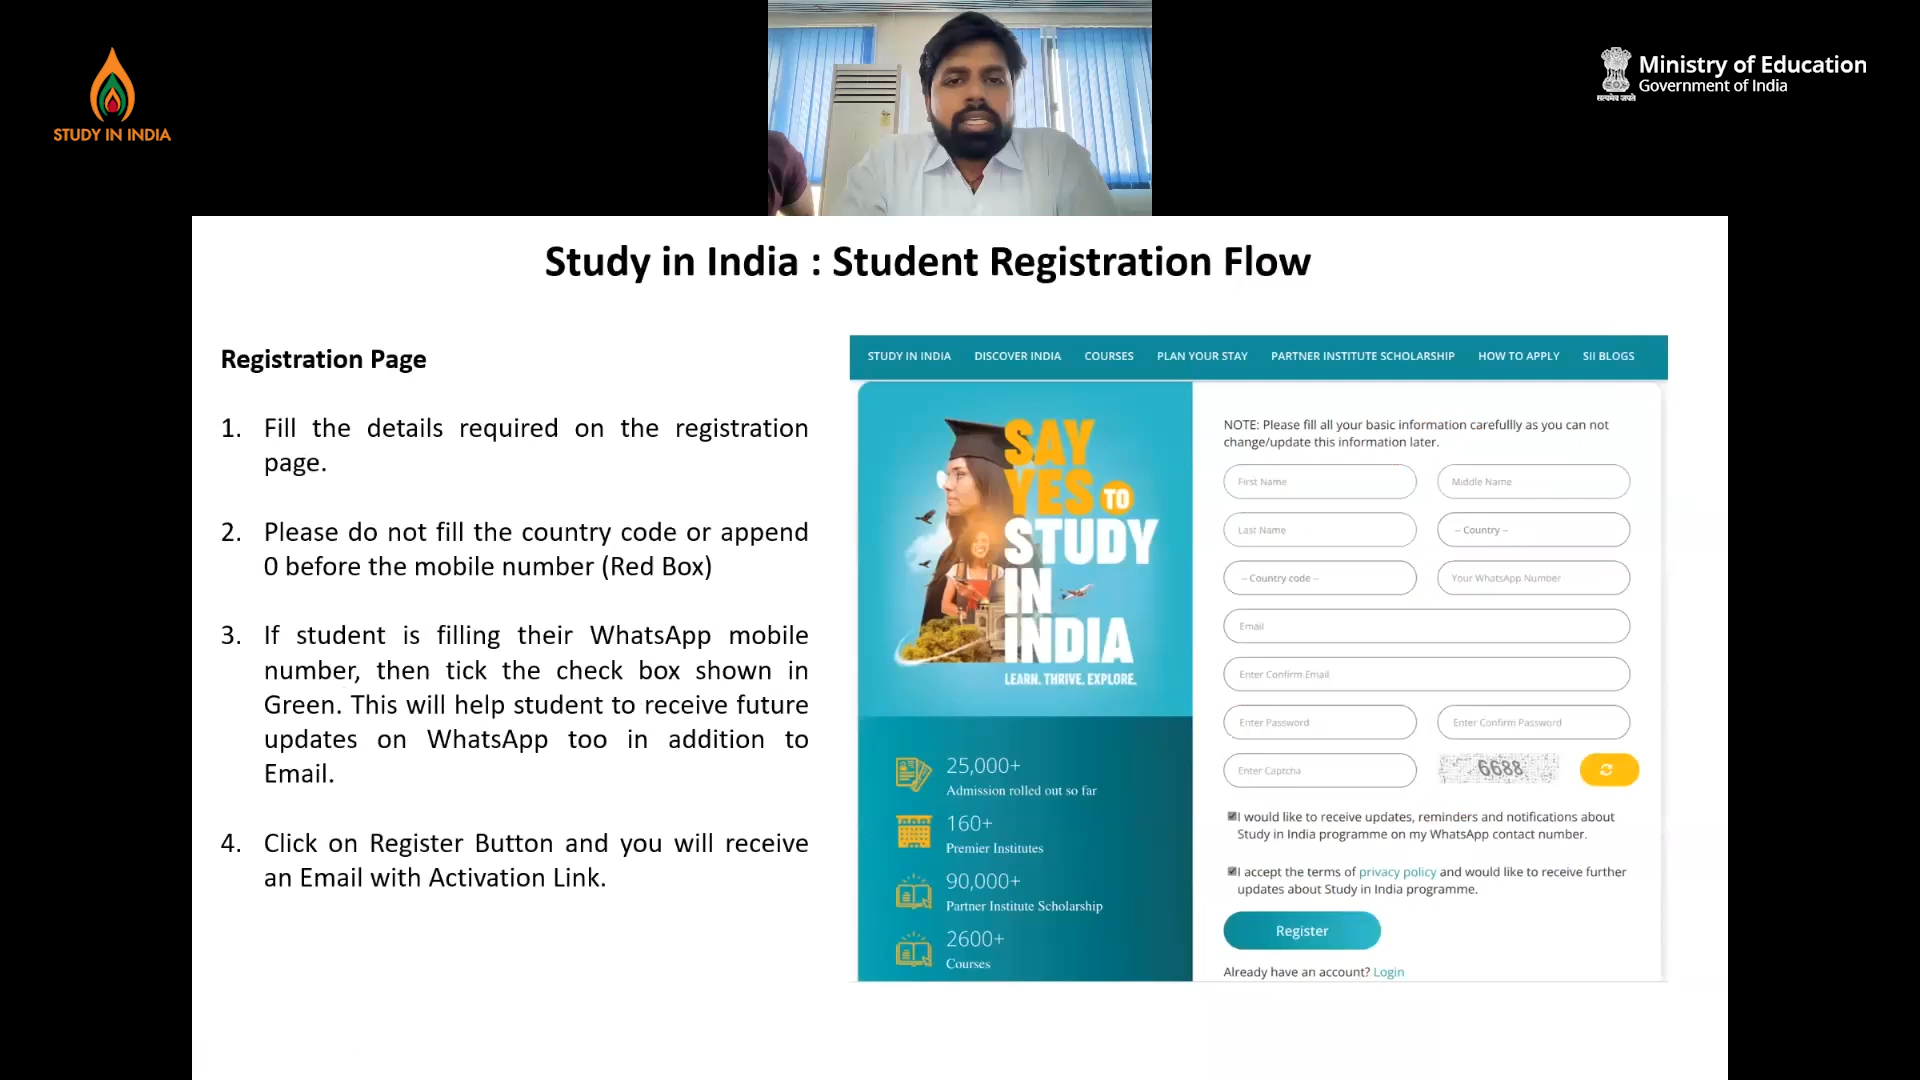 STUDY IN INDIA
सत्यमेव जयते
Ministry of Education
Government of India
Study in India : Student Registration Flow
Registration Page
1. Fill the details required on the registration
page.
2. Please do not fill the country code or append
0 before the mobile number (Red Box)
3. If student is filling their WhatsApp mobile
number, then tick the check box shown in
Green. This will help student to receive future
updates on WhatsApp too in addition to
Email.
4. Click on Register Button and you will receive
an Email with Activation Link.
STUDY IN INDIA DISCOVER INDIA COURSES PLAN YOUR STAY PARTNER INSTITUTE SCHOLARSHIP HOW TO APPLY SII BLOGS
SAY
YES TO
STUDY
IN
INDIA
LEARN. THRIVE. EXPLORE.
25,000+
Admission rolled out so far
160+
Premier Institutes
90,000+
Partner Institute Scholarship
2600+
Courses
NOTE: Please fill all your basic information carefullly as you can not
change/update this information later.
First Name Middle Name
Last Name -- Country --
-- Country code -- Your WhatsApp Number
Email
Enter Confirm Email
Enter Password Enter Confirm Password
Enter Captcha 6688
I would like to receive updates, reminders and notifications about
Study in India programme on my WhatsApp contact number.
I accept the terms of privacy policy and would like to receive further
updates about Study in India programme.
Register
Already have an account? Login